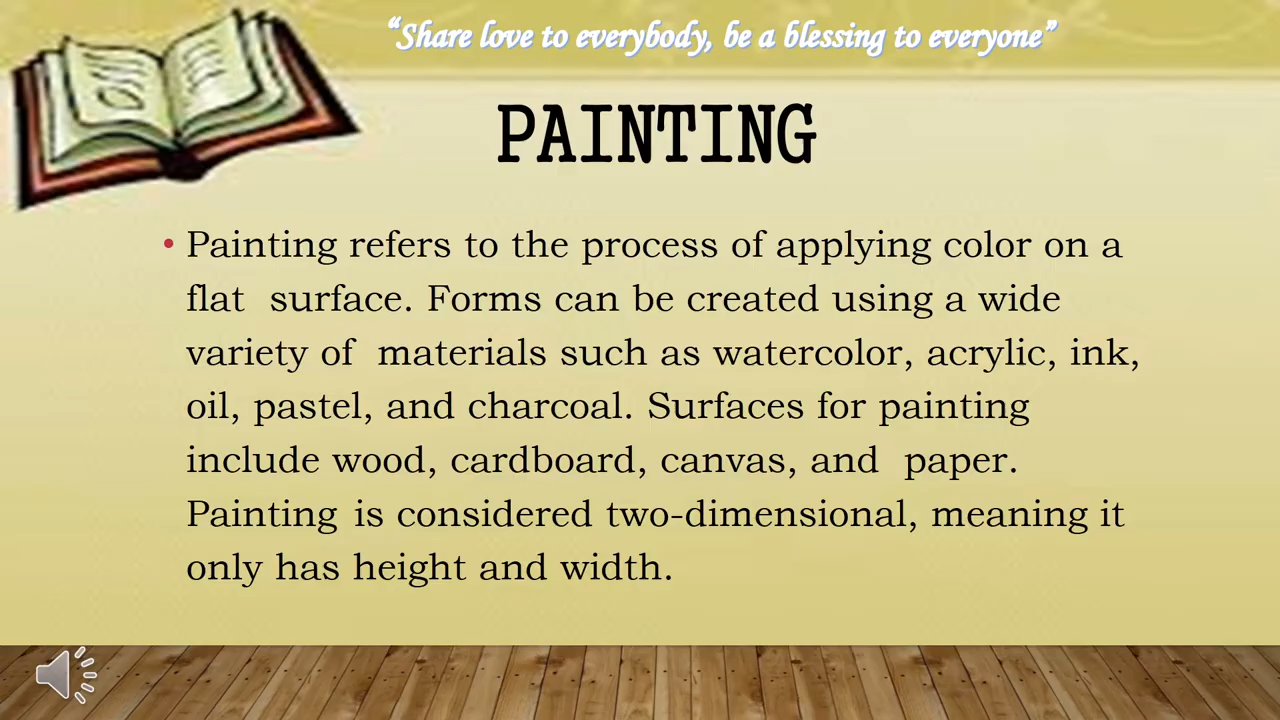 “Share love to everybody, be a blessing to everyone”
PAINTING
• Painting refers to the process of applying color on a
flat surface. Forms can be created using a wide
variety of materials such as watercolor, acrylic, ink,
oil, pastel, and charcoal. Surfaces for painting
include wood, cardboard, canvas, and paper.
Painting is considered two-dimensional, meaning it
only has height and width.